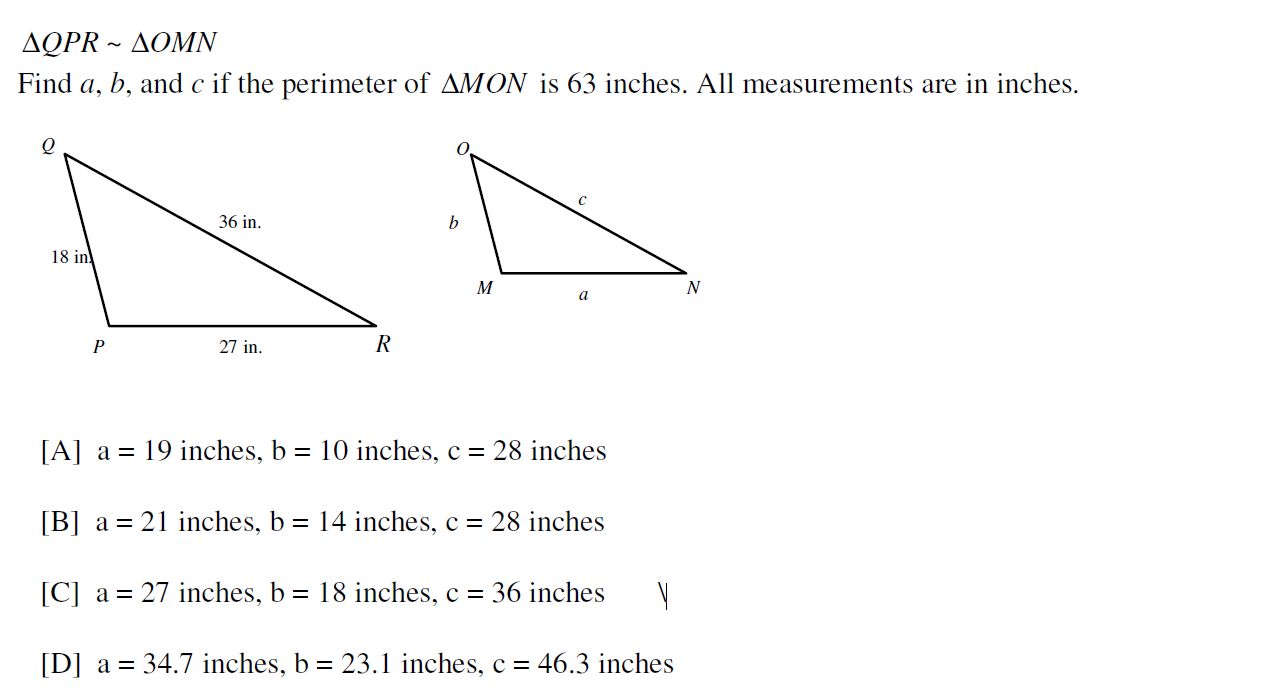 ΔQPR ~ ΔOMN
Find a, b, and c if the perimeter of ΔMON is 63 inches. All measurements are in inches.
Q
O
36 in.
c
b
18 in.
M
a
N
P
27 in.
R
[A] a = 19 inches, b = 10 inches, c = 28 inches
[B] a = 21 inches, b = 14 inches, c = 28 inches
[C] a = 27 inches, b = 18 inches, c = 36 inches \
[D] a = 34.7 inches, b = 23.1 inches, c = 46.3 inches